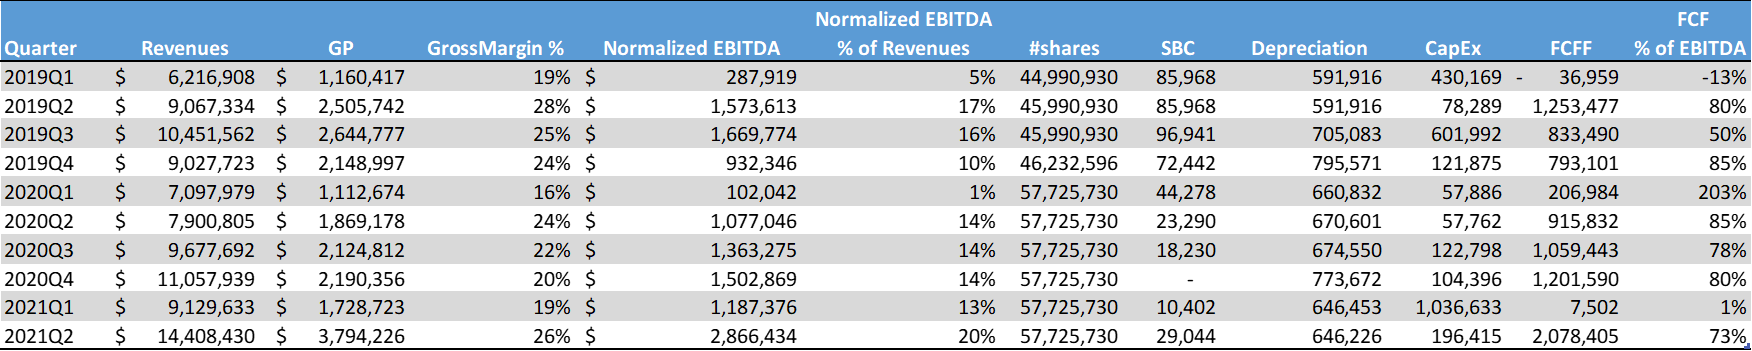 Normalized EBITDA FCF
Quarter Revenues GP GrossMargin % Normalized EBITDA % of Revenues #shares SBC Depreciation CapEx FCFF % of EBITDA
2019Q1 $ 6,216,908 $ 1,160,417 19% $ 287,919 5% 44,990,930 85,968 591,916 430,169 - 36,959 -13%
2019Q2 $ 9,067,334 $ 2,505,742 28% $ 1,573,613 17% 45,990,930 85,968 591,916 78,289 1,253,477 80%
2019Q3 $ 10,451,562 $ 2,644,777 25% $ 1,669,774 16% 45,990,930 96,941 705,083 601,992 833,490 50%
2019Q4 $ 9,027,723 $ 2,148,997 24% $ 932,346 10% 46,232,596 72,442 795,571 121,875 793,101 85%
2020Q1 $ 7,097,979 $ 1,112,674 16% $ 102,042 1% 57,725,730 44,278 660,832 57,886 206,984 203%
2020Q2 $ 7,900,805 $ 1,869,178 24% $ 1,077,046 14% 57,725,730 23,290 670,601 57,762 915,832 85%
2020Q3 $ 9,677,692 $ 2,124,812 22% $ 1,363,275 14% 57,725,730 18,230 674,550 122,798 1,059,443 78%
2020Q4 $ 11,057,939 $ 2,190,356 20% $ 1,502,869 14% 57,725,730 - 773,672 104,396 1,201,590 80%
2021Q1 $ 9,129,633 $ 1,728,723 19% $ 1,187,376 13% 57,725,730 10,402 646,453 1,036,633 7,502 1%
2021Q2 $ 14,408,430 $ 3,794,226 26% $ 2,866,434 20% 57,725,730 29,044 646,226 196,415 2,078,405 73%